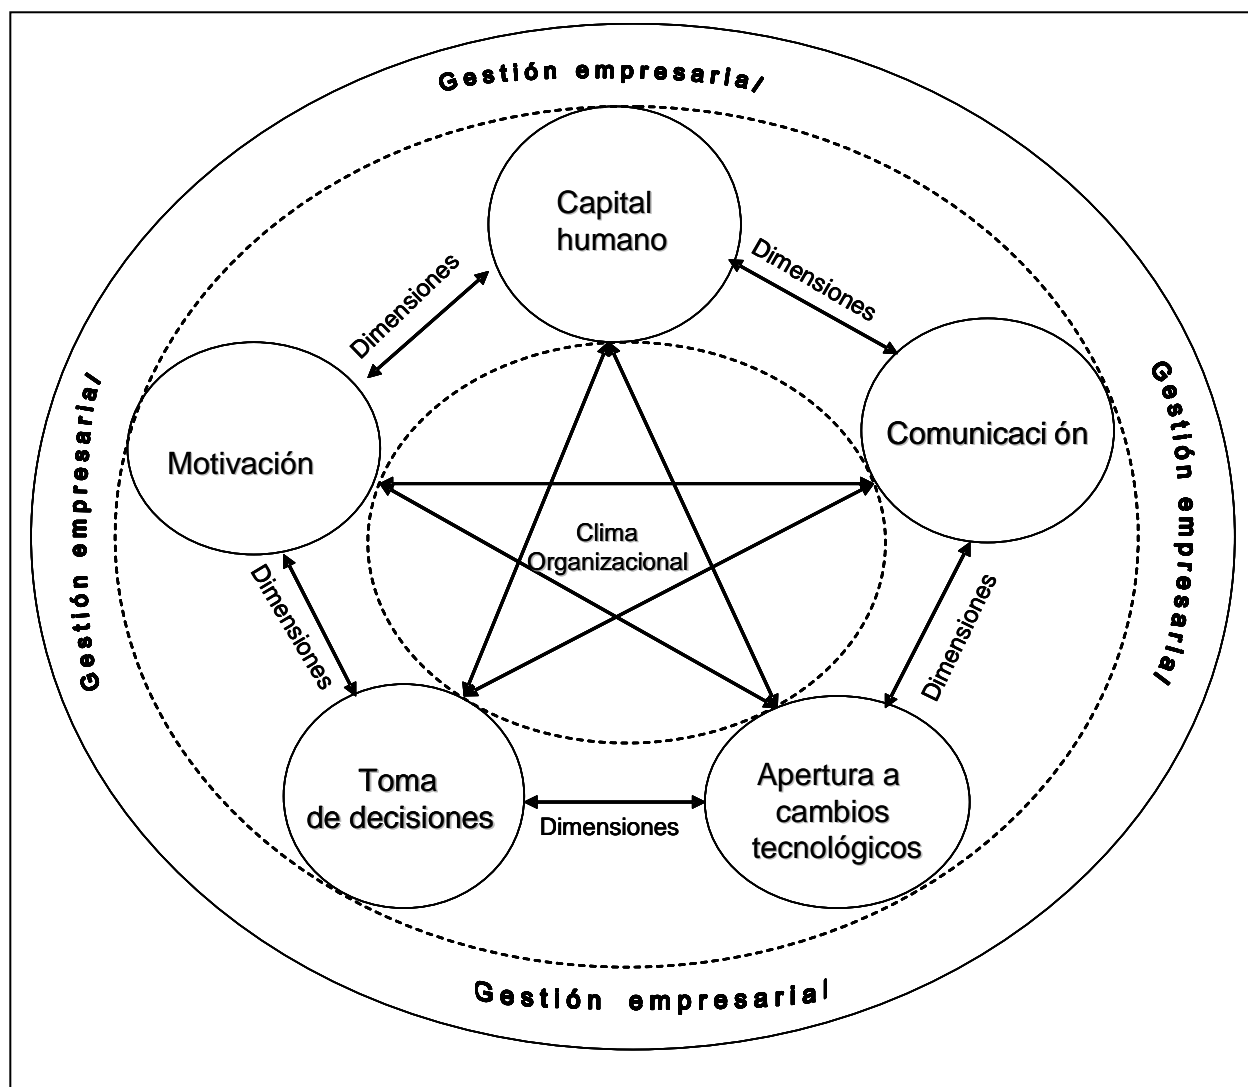 Gestión empresarial
Capital
humano
Dimensiones
Dimensiones
Motivación
Comunicaci ón
Gestión empresarial
Gestión empresarial
Clima
Organizacional
Dimensiones
Dimensiones
Toma
de decisiones
Dimensiones
Apertura a
cambios
tecnológicos
Gestión empresarial